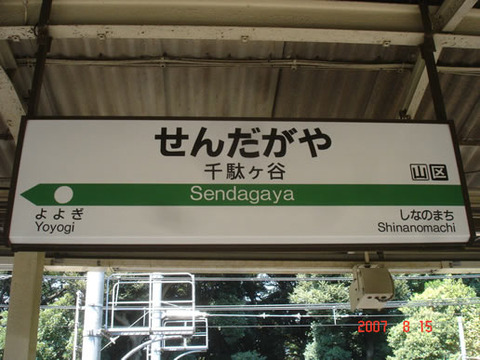 せんだがや
千駄ヶ谷
山区
Sendagaya
よよぎ
Yoyogi
しなのまち
Shinanomachi
2007 8 15